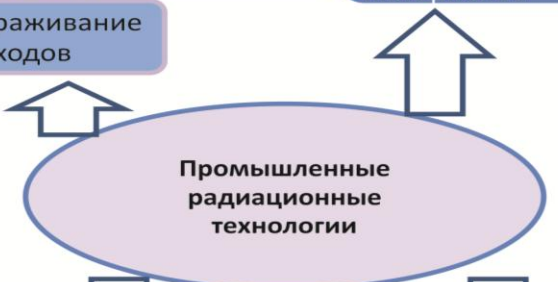 раживание
ходов
Промышленные
радиационные
технологии